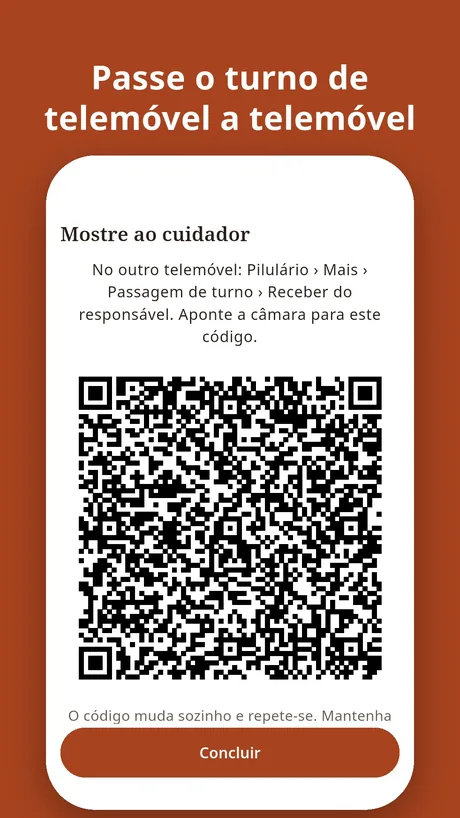 Passe o turno de
telemóvel a telemóvel
Mostre ao cuidador
No outro telemóvel: Pilulário › Mais ›
Passagem de turno › Receber do
responsável. Aponte a câmara para este
código.
O código muda sozinho e repete-se. Mantenha
Concluir